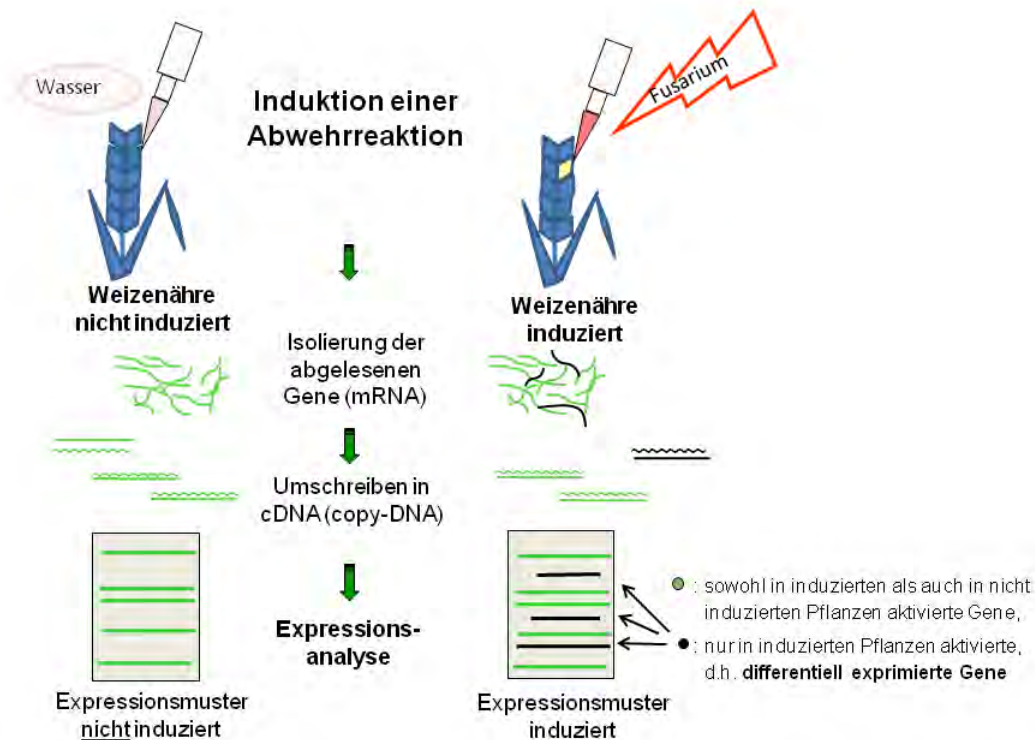 Wasser
Induktion einer
Abwehrreaktion
Fusarium
Weizenähre
nicht induziert
Weizenähre
induziert
Isolierung der
abgelesenen
Gene (mRNA)
Umschreiben in
cDNA (copy-DNA)
Expressions-
analyse
Expressionsmuster
nicht induziert
Expressionsmuster
induziert
: sowohl in induzierten als auch in nicht
induzierten Pflanzen aktivierte Gene,
: nur in induzierten Pflanzen aktivierte,
d.h. differentiell exprimierte Gene